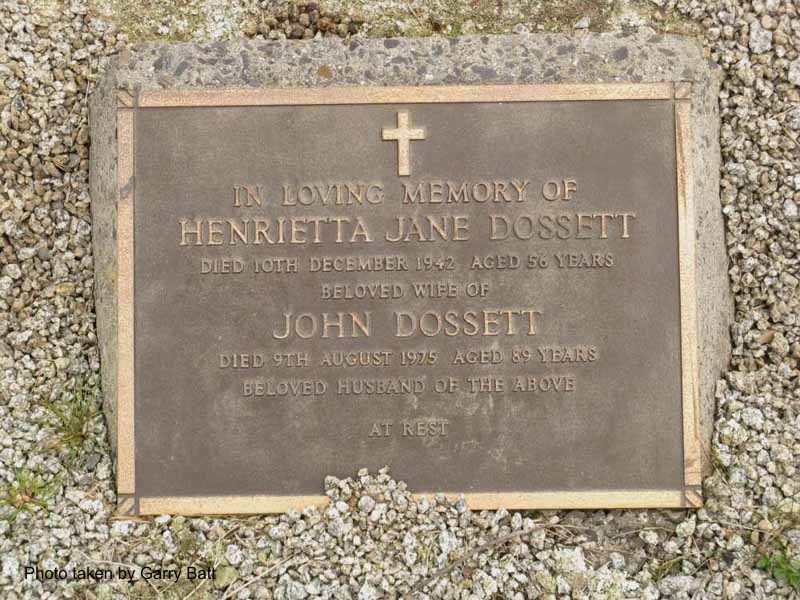 IN LOVING MEMORY OF
HENRIETTA JANE DOSSETT
DIED 10TH DECEMBER 1942 AGED 56 YEARS
BELOVED WIFE OF
JOHN DOSSETT
DIED 9TH AUGUST 1975 AGED 89 YEARS
BELOVED HUSBAND OF THE ABOVE
AT REST
Photo taken by Garry Batt